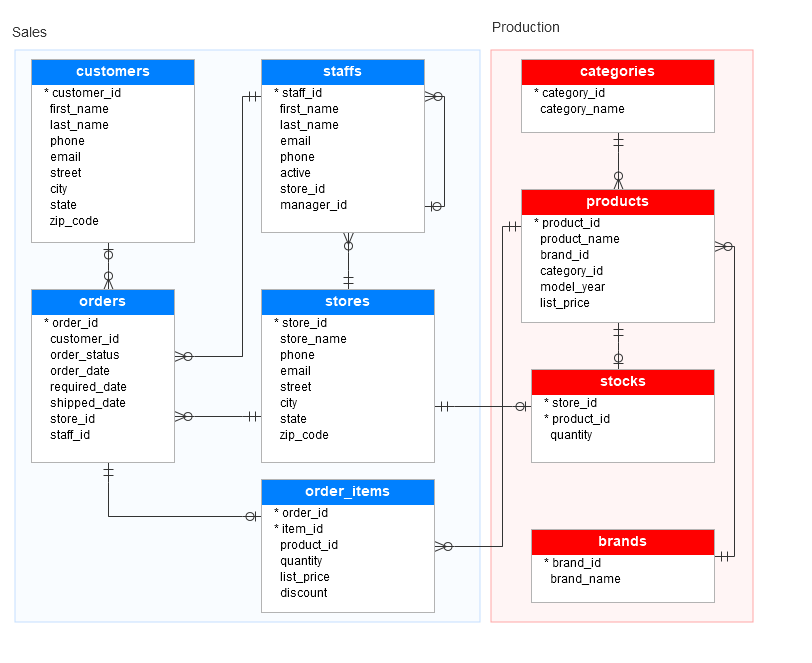 Sales
Production
customers
* customer_id
first_name
last_name
phone
email
street
city
state
zip_code
staffs
* staff_id
first_name
last_name
email
phone
active
store_id
manager_id
categories
* category_id
category_name
products
* product_id
product_name
brand_id
category_id
model_year
list_price
orders
* order_id
customer_id
order_status
order_date
required_date
shipped_date
store_id
staff_id
stores
* store_id
store_name
phone
email
street
city
state
zip_code
stocks
* store_id
* product_id
quantity
order_items
* order_id
* item_id
product_id
quantity
list_price
discount
brands
* brand_id
brand_name